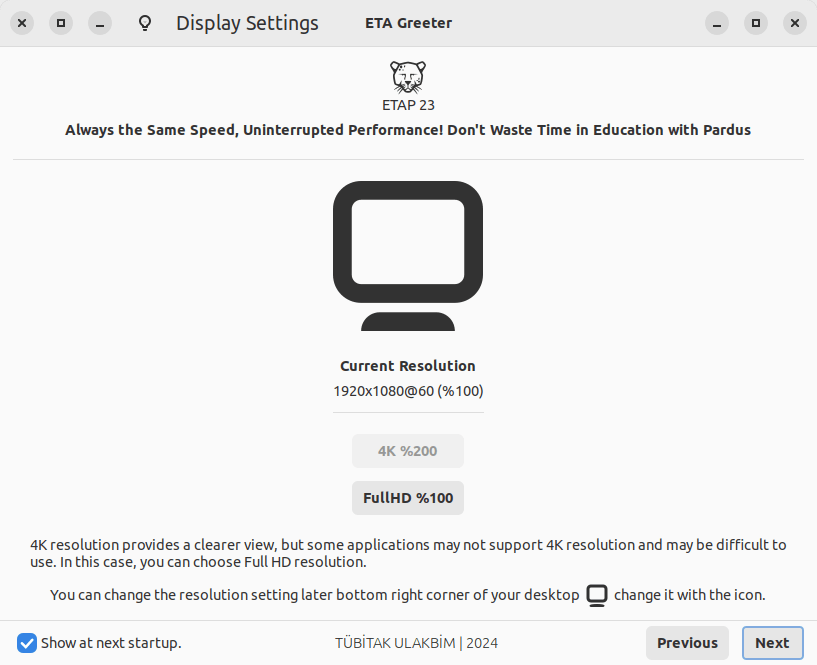 Display Settings
ETA Greeter
ETAP 23
Always the Same Speed, Uninterrupted Performance! Don't Waste Time in Education with Pardus
Current Resolution
1920x1080@60 (%100)
4K %200
FullHD %100
4K resolution provides a clearer view, but some applications may not support 4K resolution and may be difficult to
use. In this case, you can choose Full HD resolution.
You can change the resolution setting later bottom right corner of your desktop change it with the icon.
Show at next startup.
TÜBİTAK ULAKBİM | 2024
Previous
Next